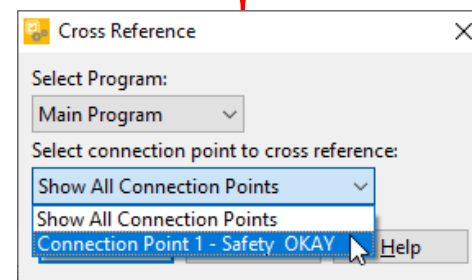 Cross Reference
Select Program:
Main Program
Select connection point to cross reference:
Show All Connection Points
Show All Connection Points
Connection Point 1 - Safety OKAY
Help